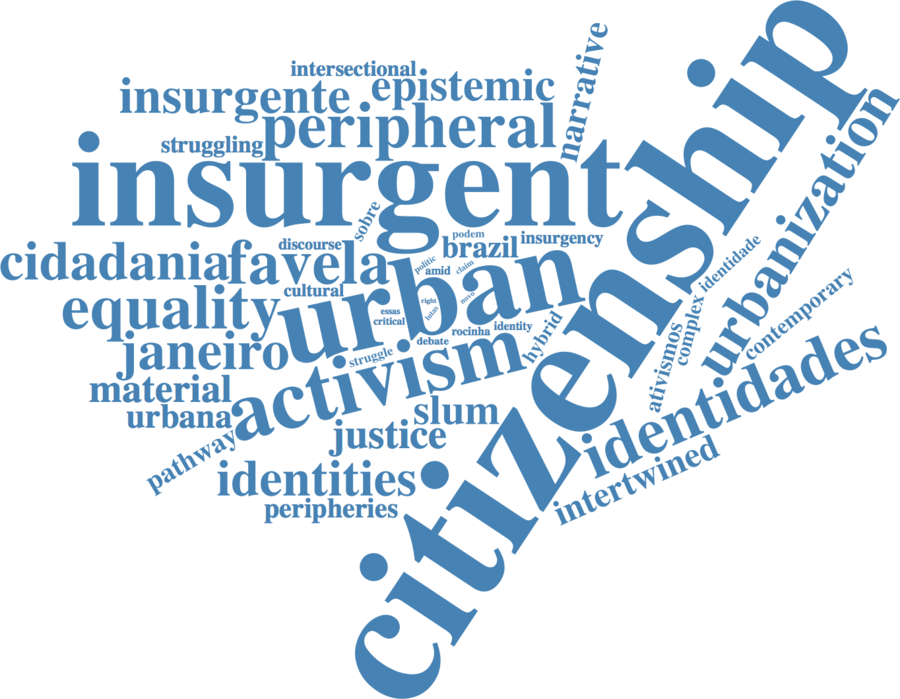 intersectional
narrative
insurgente
epistemic
struggling
peripheral
insurgent
citizenship
urbanization
sobre
cidadania
favela
discourse
podem
brazil
insurgency
cultural
politic
amid
claim
identidade
equality
urban
essas
right
novo
critical
lutas
rocinha
identity
debate
hybrid
complex
contemporary
janeiro
struggle
activism
ativismos
material
urbana
slum
identidades
justice
pathway
identities
intertwined
peripheries